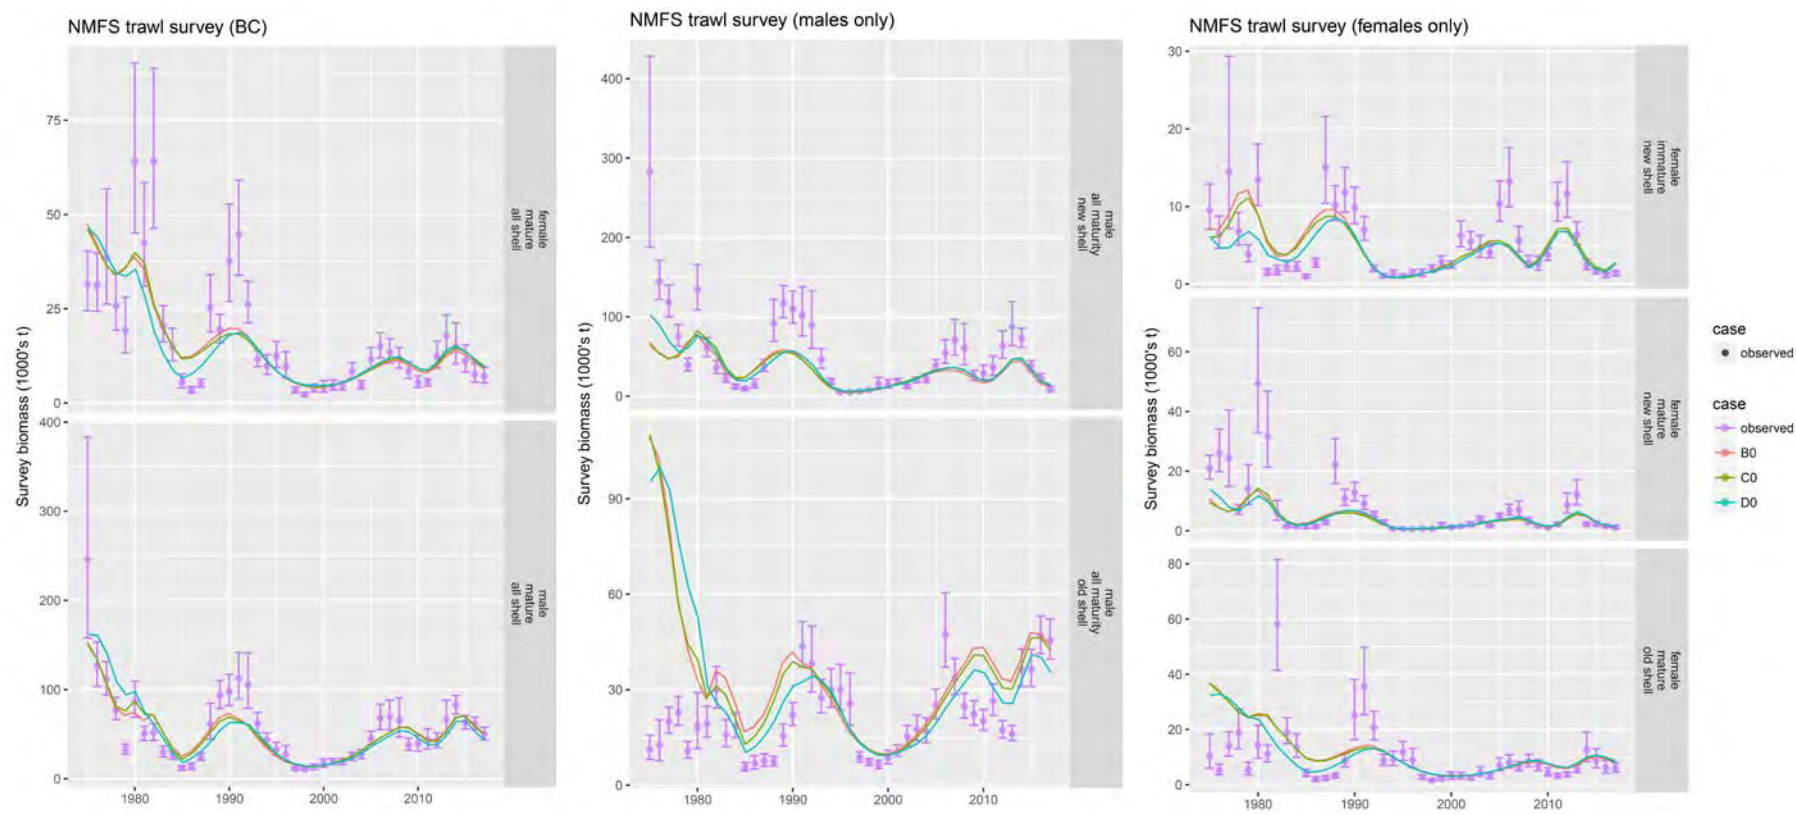 NMFS trawl survey (BC)
Survey biomass (1000's t)
75
50
25
0
female
mature
all shell
400
300
200
100
0
male
mature
all shell
1980
1990
2000
2010
NMFS trawl survey (males only)
Survey biomass (1000's t)
400
300
200
100
0
male
all maturity
new shell
90
60
30
0
male
all maturity
old shell
1980
1990
2000
2010
NMFS trawl survey (females only)
Survey biomass (1000's t)
30
20
10
0
female
immature
new shell
60
40
20
0
female
mature
new shell
80
60
40
20
0
female
mature
old shell
1980
1990
2000
2010
case
observed
case
observed
B0
C0
D0